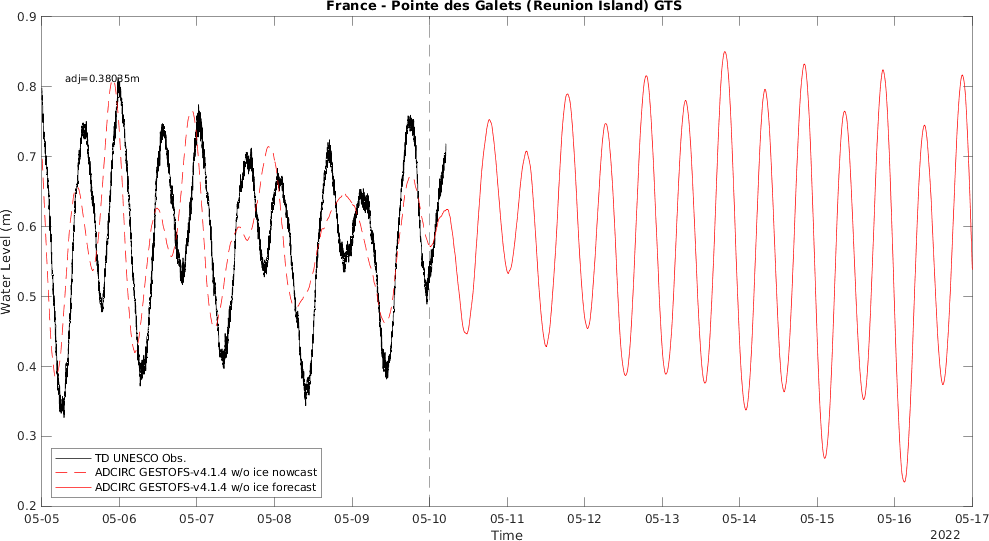 France - Pointe des Galets (Reunion Island) GTS
0.9
0.8
0.7
0.6
0.5
0.4
0.3
0.2
Water Level (m)
adj=0.38035m
TD UNESCO Obs.
ADCIRC GESTOFS-v4.1.4 w/o ice nowcast
ADCIRC GESTOFS-v4.1.4 w/o ice forecast
05-05 05-06 05-07 05-08 05-09 05-10 05-11 05-12 05-13 05-14 05-15 05-16 05-17
Time
2022